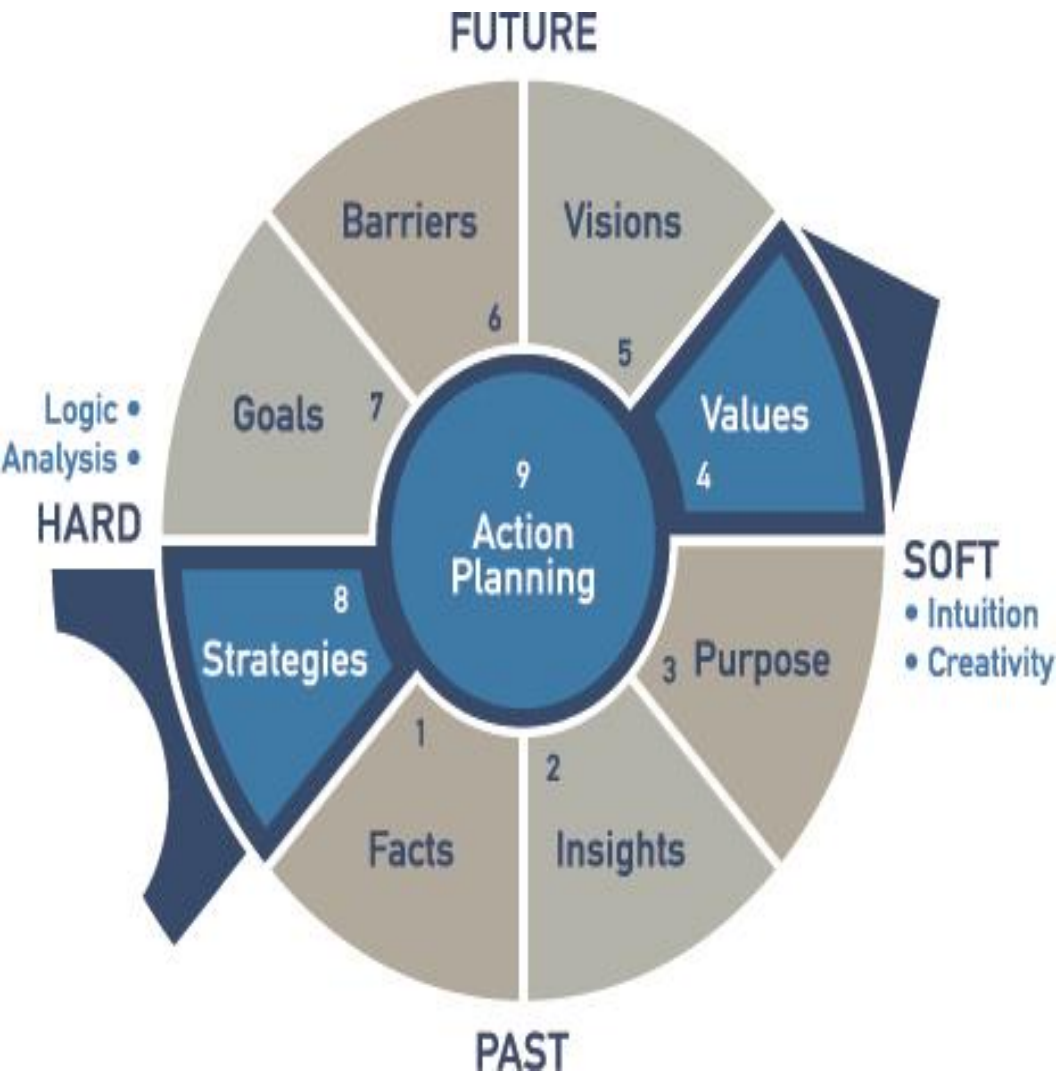 FUTURE
Barriers
6
Visions
5
Goals
7
Values
4
Logic •
Analysis •
HARD
9
Action
Planning
SOFT
• Intuition
• Creativity
8
Strategies
3 Purpose
1
Facts
2
Insights
PAST